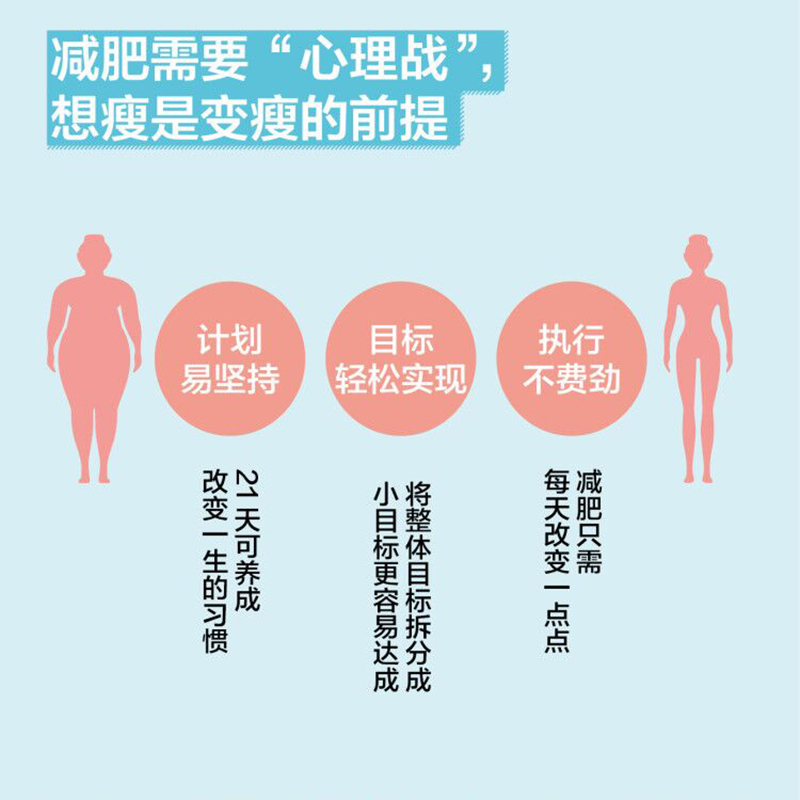 减肥需要“心理战”，
想瘦是变瘦的前提
计划
易坚持
目标
轻松实现
执行
不费劲
21天可养成
改变一生的习惯
将整体目标拆分成
小目标更容易达成
减肥只需
每天改变一点点